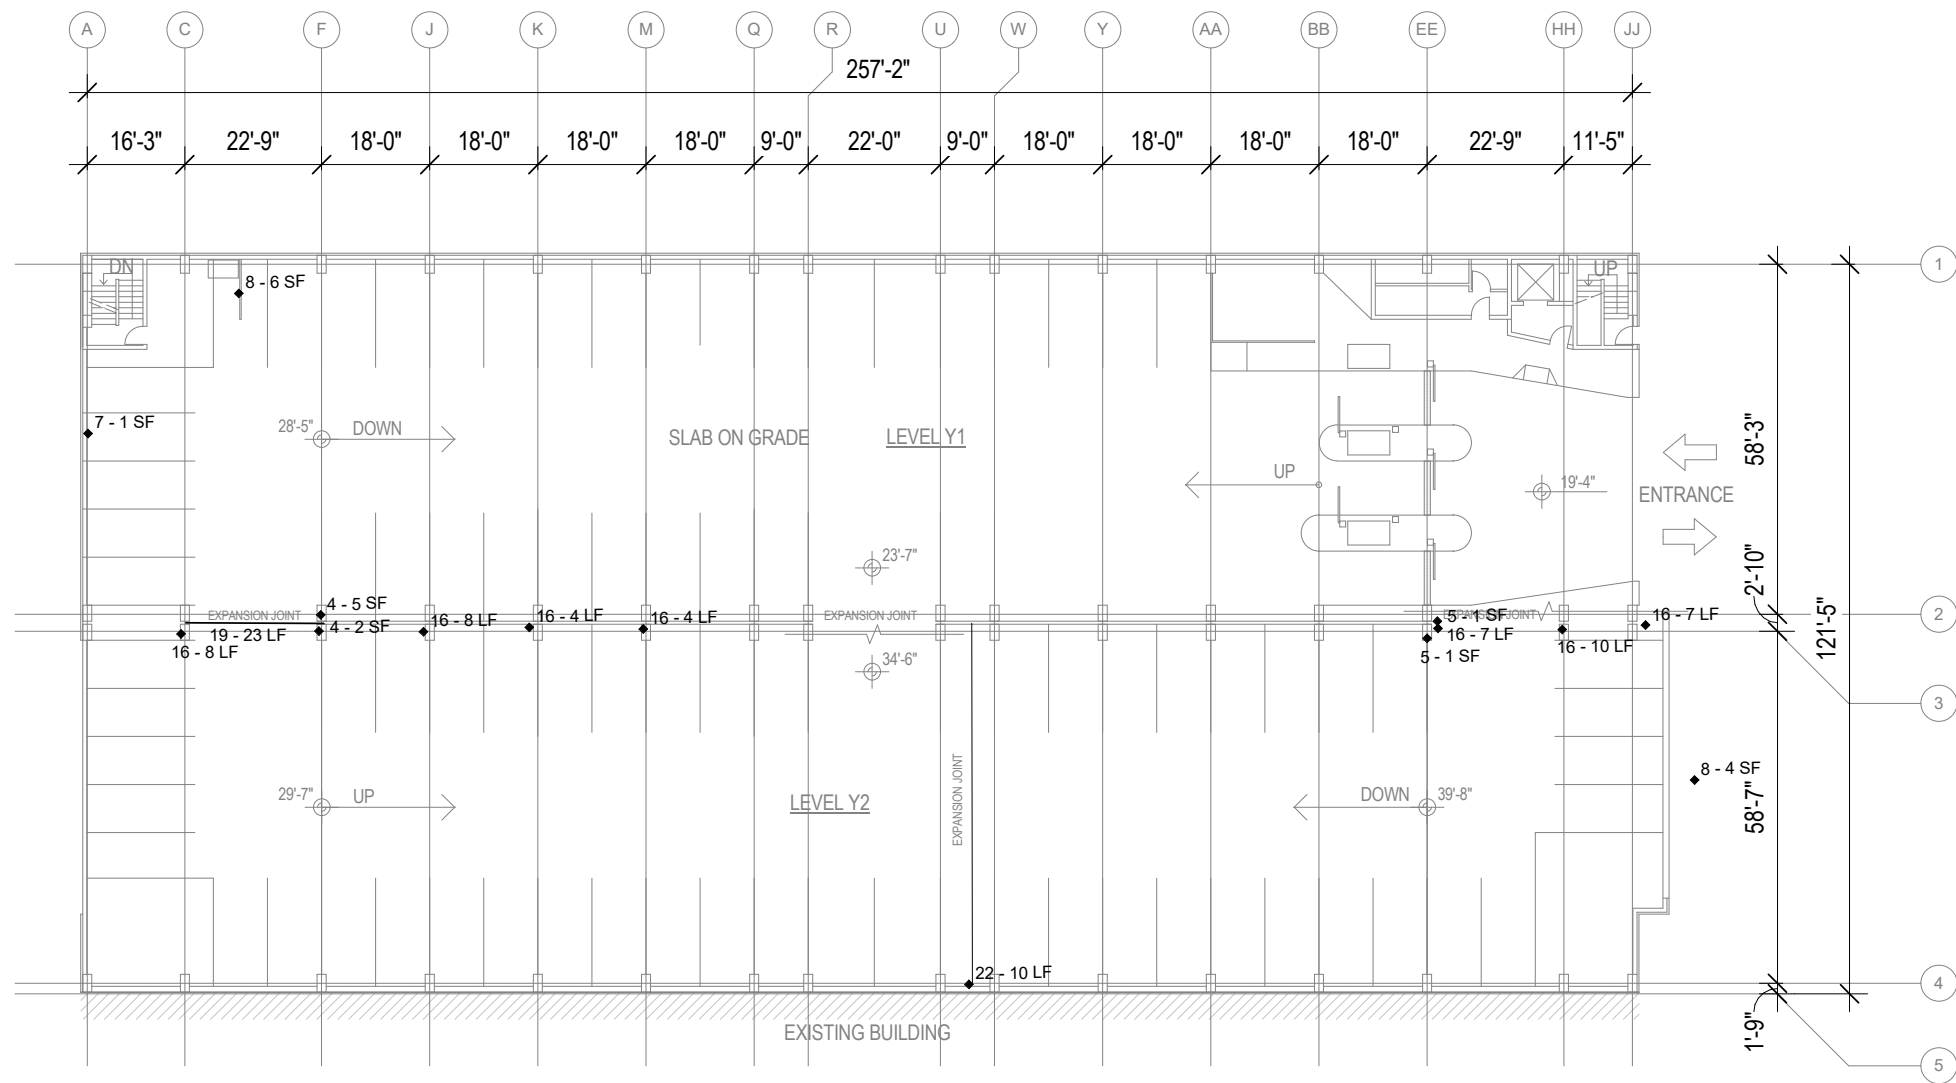 A C F J K M Q R U W Y AA BB EE HH JJ
257'-2"
16'-3" 22'-9" 18'-0" 18'-0" 18'-0" 18'-0" 9'-0" 22'-0" 9'-0" 18'-0" 18'-0" 18'-0" 18'-0" 22'-9" 11'-5"
DN
UP
1
8 - 6 SF
7 - 1 SF
28'-5"
DOWN
SLAB ON GRADE
LEVEL Y1
UP
19'-4"
ENTRANCE
58'-3"
23'-7"
2'-10"
EXPANSION JOINT
4 - 5 SF
16 - 8 LF
16 - 4 LF
16 - 4 LF
EXPANSION JOINT
5 - 1 SF
EXPANSION JOINT
16 - 7 LF
2
19 - 23 LF
4 - 2 SF
16 - 7 LF
16 - 8 LF
5 - 1 SF
16 - 10 LF
121'-5"
34'-6"
3
8 - 4 SF
29'-7"
UP
LEVEL Y2
EXPANSION JOINT
DOWN
39'-8"
58'-7"
22 - 10 LF
4
EXISTING BUILDING
1'-9"
5